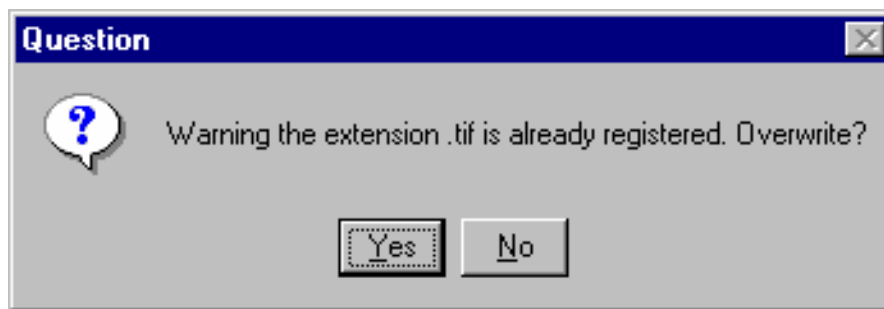 Question
Warning the extension .tif is already registered. Overwrite?
Yes No